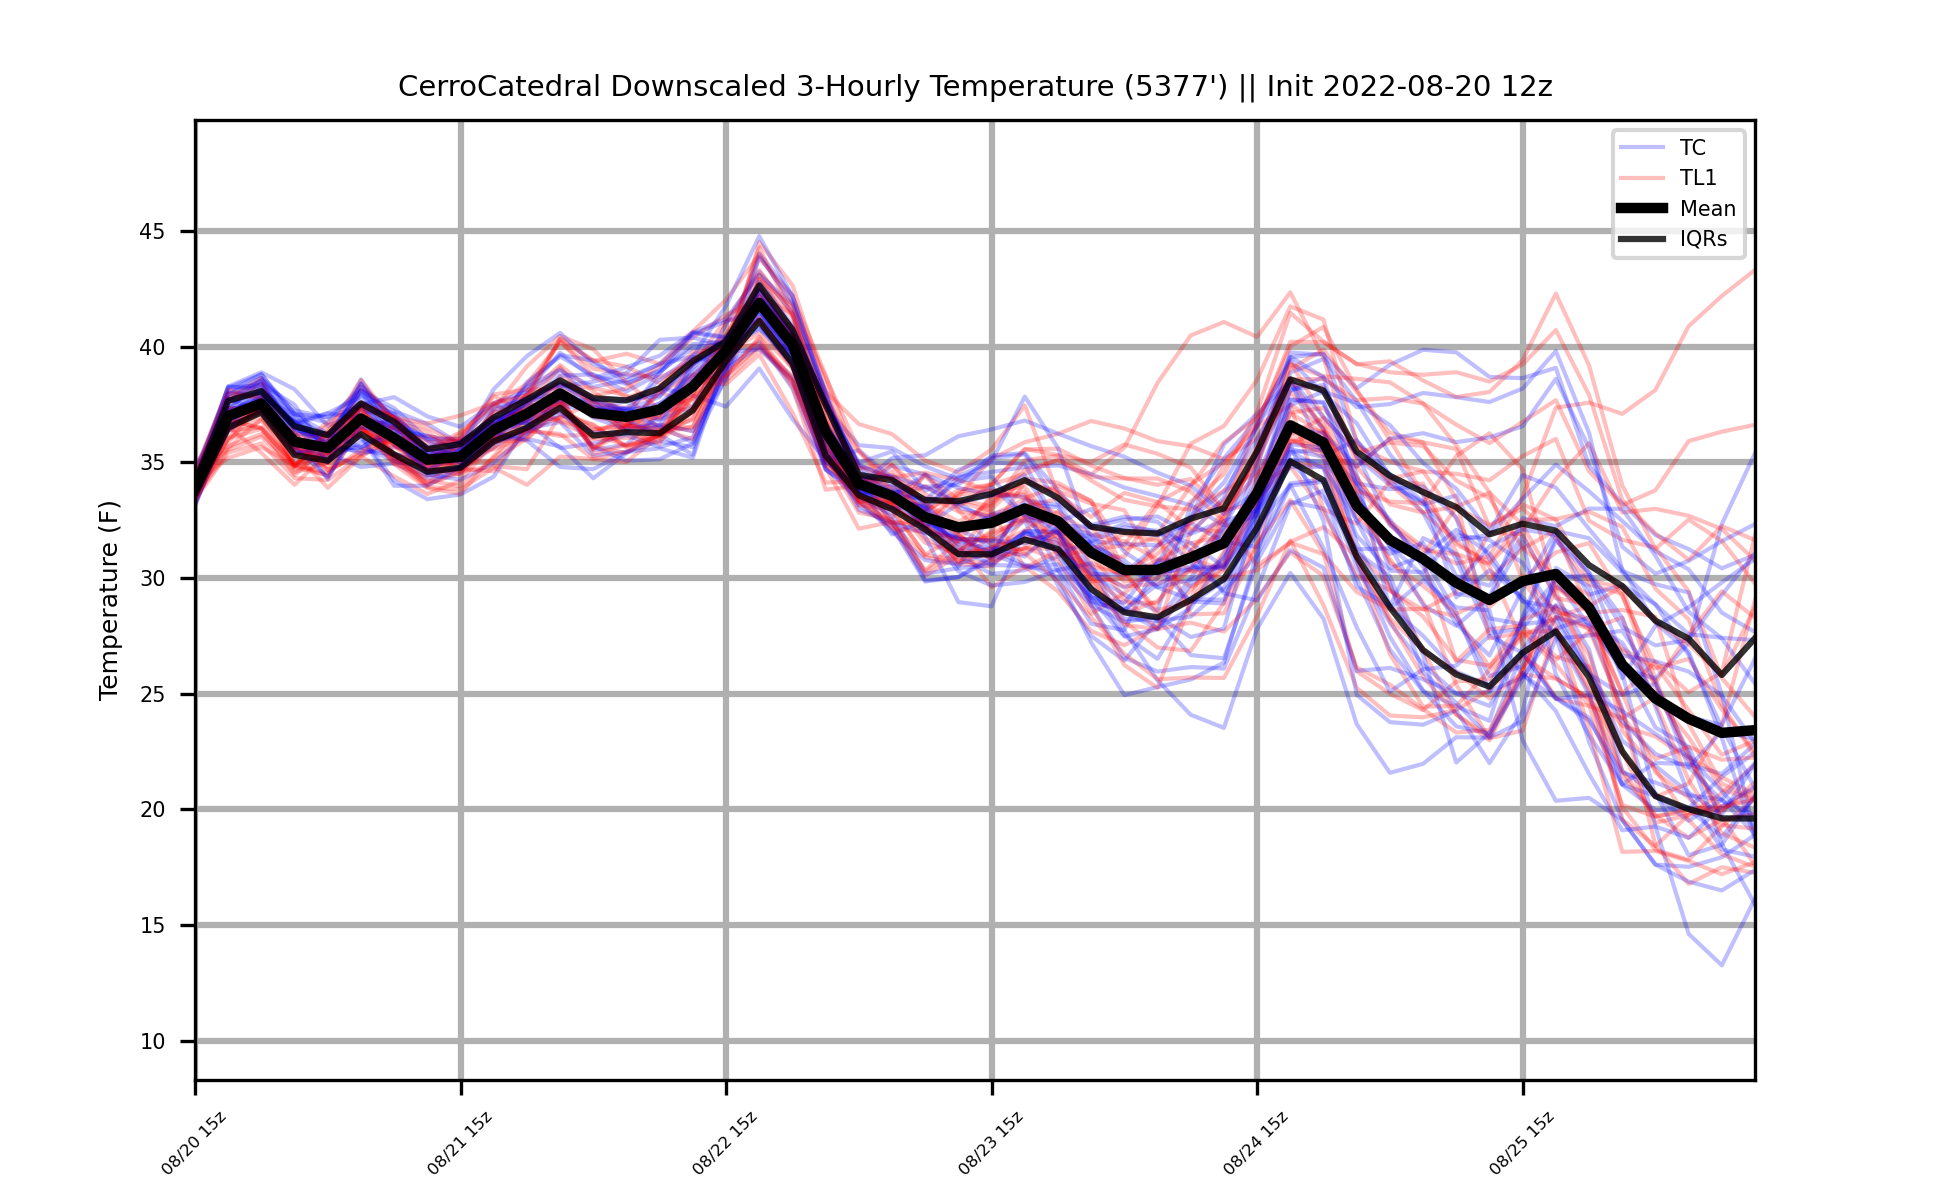 CerroCatedral Downscaled 3-Hourly Temperature (5377') || Init 2022-08-20 12z
TC
TL1
Mean
IQRs
Temperature (F)
45
40
35
30
25
20
15
10
08/20 15z
08/21 15z
08/22 15z
08/23 15z
08/24 15z
08/25 15z